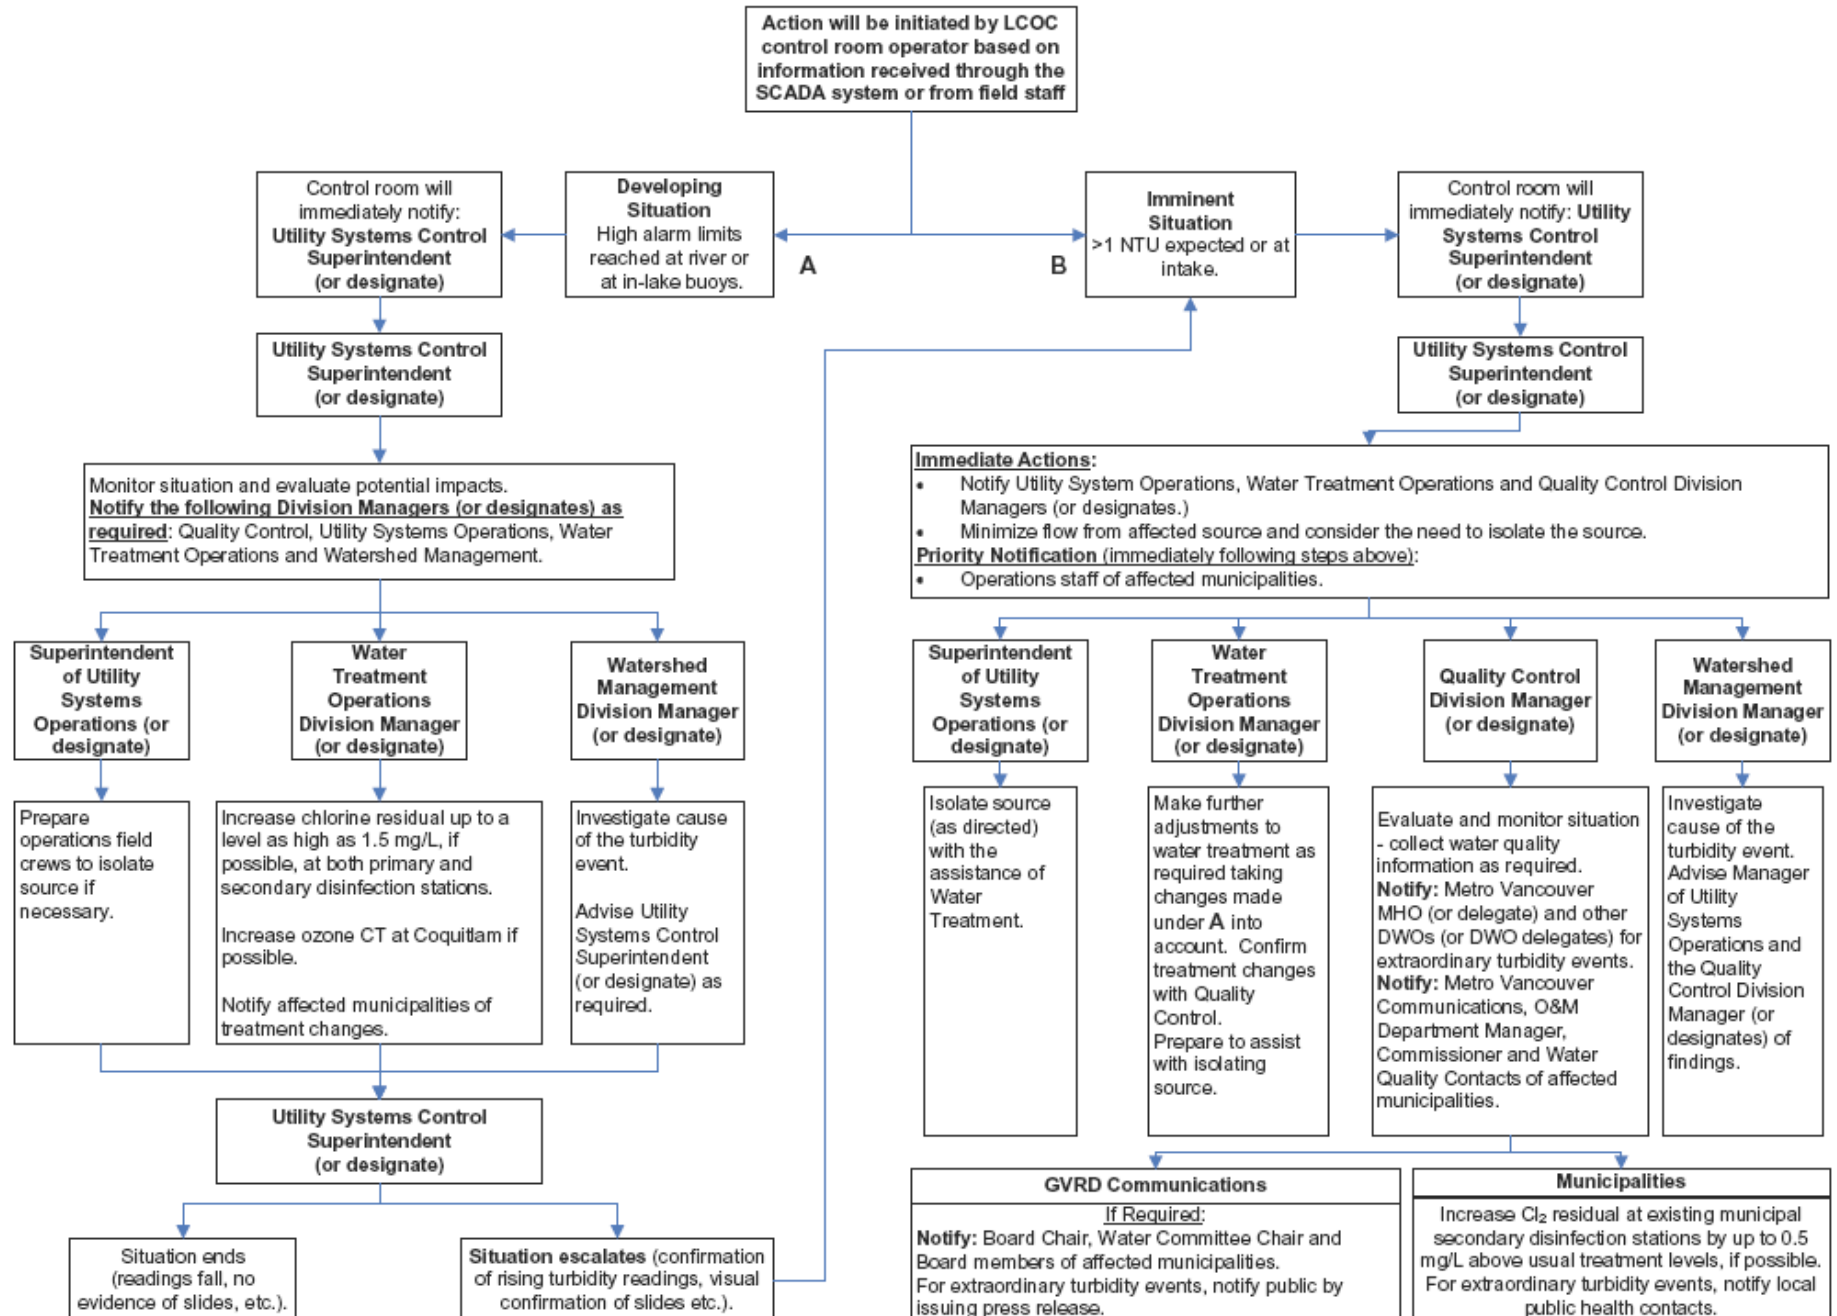 Action will be initiated by LCOC
control room operator based on
information received through the
SCADA system or from field staff
Control room will
immediately notify:
Utility Systems Control
Superintendent
(or designate)
Developing
Situation
High alarm limits
reached at river or
at in-lake buoys.
A
B
Imminent
Situation
>1 NTU expected or at
intake.
Control room will
immediately notify: Utility
Systems Control
Superintendent
(or designate)
Utility Systems Control
Superintendent
(or designate)
Utility Systems Control
Superintendent
(or designate)
Monitor situation and evaluate potential impacts.
Notify the following Division Managers (or designates) as
required: Quality Control, Utility Systems Operations, Water
Treatment Operations and Watershed Management.
Immediate Actions:
• Notify Utility System Operations, Water Treatment Operations and Quality Control Division
Managers (or designates.)
• Minimize flow from affected source and consider the need to isolate the source.
Priority Notification (immediately following steps above):
• Operations staff of affected municipalities.
Superintendent
of Utility
Systems
Operations (or
designate)
Water
Treatment
Operations
Division Manager
(or designate)
Watershed
Management
Division Manager
(or designate)
Superintendent
of Utility
Systems
Operations (or
designate)
Water
Treatment
Operations
Division Manager
(or designate)
Quality Control
Division Manager
(or designate)
Watershed
Management
Division Manager
(or designate)
Prepare
operations field
crews to isolate
source if
necessary.
Increase chlorine residual up to a
level as high as 1.5 mg/L, if
possible, at both primary and
secondary disinfection stations.
Increase ozone CT at Coquitlam if
possible.
Notify affected municipalities of
treatment changes.
Investigate cause
of the turbidity
event.
Advise Utility
Systems Control
Superintendent
(or designate) as
required.
Isolate source
(as directed)
with the
assistance of
Water
Treatment.
Make further
adjustments to
water treatment as
required taking
changes made
under A into
account. Confirm
treatment changes
with Quality
Control.
Prepare to assist
with isolating
source.
Evaluate and monitor situation
- collect water quality
information as required.
Notify: Metro Vancouver
MHO (or delegate) and other
DWOs (or DWO delegates) for
extraordinary turbidity events.
Notify: Metro Vancouver
Communications, O&M
Department Manager,
Commissioner and Water
Quality Contacts of affected
municipalities.
Investigate
cause of the
turbidity event.
Advise Manager
of Utility
Systems
Operations and
the Quality
Control Division
Manager (or
designates) of
findings.
Utility Systems Control
Superintendent
(or designate)
Situation ends
(readings fall, no
evidence of slides, etc.).
Situation escalates (confirmation
of rising turbidity readings, visual
confirmation of slides etc.).
GVRD Communications
If Required:
Notify: Board Chair, Water Committee Chair and
Board members of affected municipalities.
For extraordinary turbidity events, notify public by
issuing press release.
Municipalities
Increase Cl₂ residual at existing municipal
secondary disinfection stations by up to 0.5
mg/L above usual treatment levels, if possible.
For extraordinary turbidity events, notify local
public health contacts.